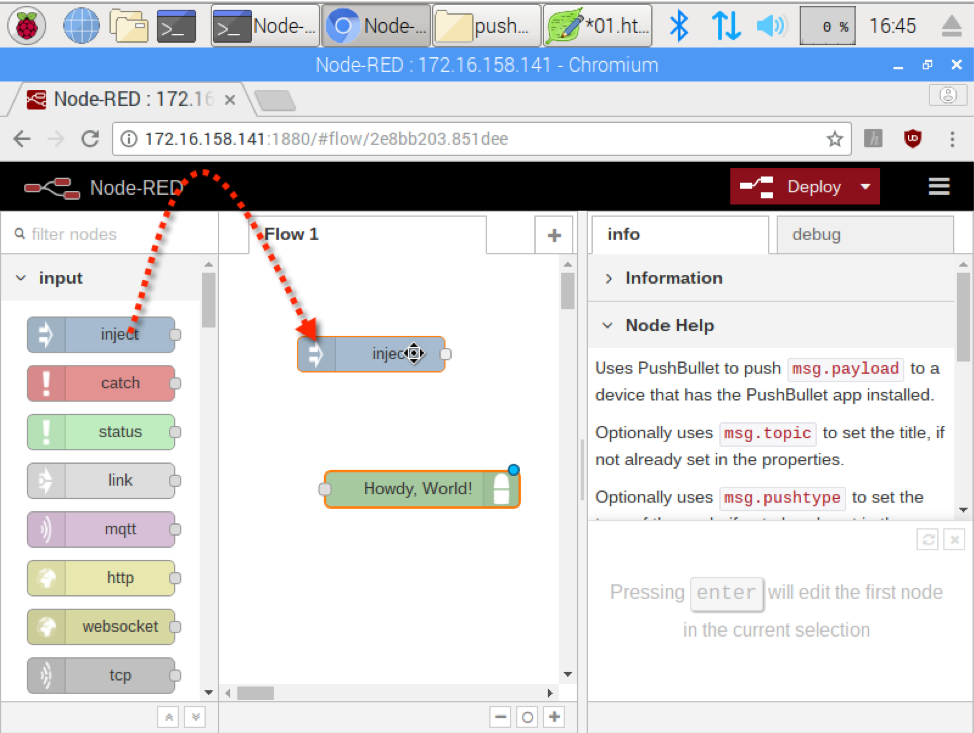 Node-...
Node-...
push...
*01.ht...
0 %
16:45
Node-RED : 172.16.158.141 - Chromium
Node-RED : 172.16
172.16.158.141:1880/#flow/2e8bb203.851dee
h
Node-RED
Deploy
filter nodes
Flow 1
info
debug
input
Information
inject
Node Help
inject
catch
Uses PushBullet to push msg.payload to a
device that has the PushBullet app installed.
status
Optionally uses msg.topic to set the title, if
not already set in the properties.
link
Howdy, World!
Optionally uses msg.pushtype to set the
mqtt
http
Pressing enter will edit the first node
in the current selection
websocket
tcp